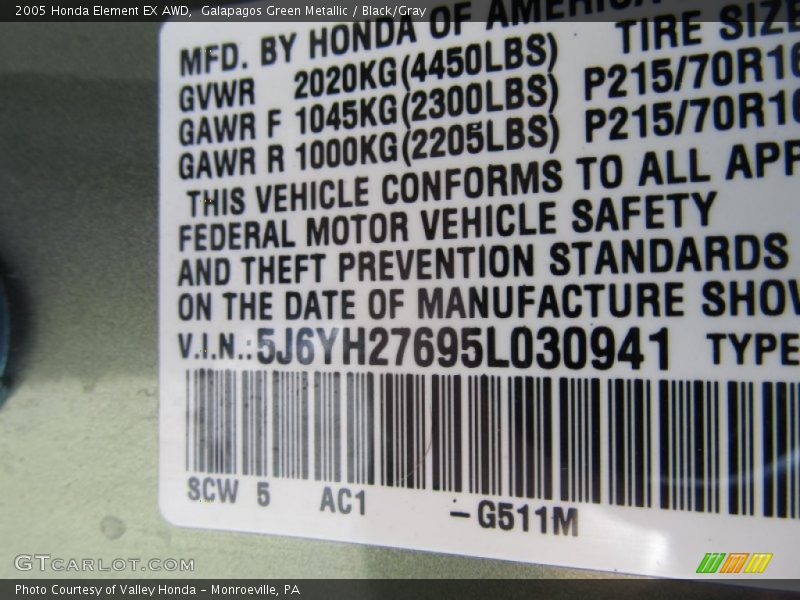 2005 Honda Element EX AWD,  Galapagos Green Metallic / Black/Gray
MFD. BY HONDA OF AMERICA
TIRE SIZE
GVWR 2020KG(4450LBS)
GAWR F 1045KG(2300LBS) P215/70R16
GAWR R 1000KG(2205LBS) P215/70R16
THIS VEHICLE CONFORMS TO ALL APP
FEDERAL MOTOR VEHICLE SAFETY
AND THEFT PREVENTION STANDARDS
ON THE DATE OF MANUFACTURE SHOW
V.I.N.: 5J6YH27695L030941 TYPE
SCW 5 AC1 -G511M
GTCARLOT.COM
Photo Courtesy of Valley Honda - Monroeville, PA